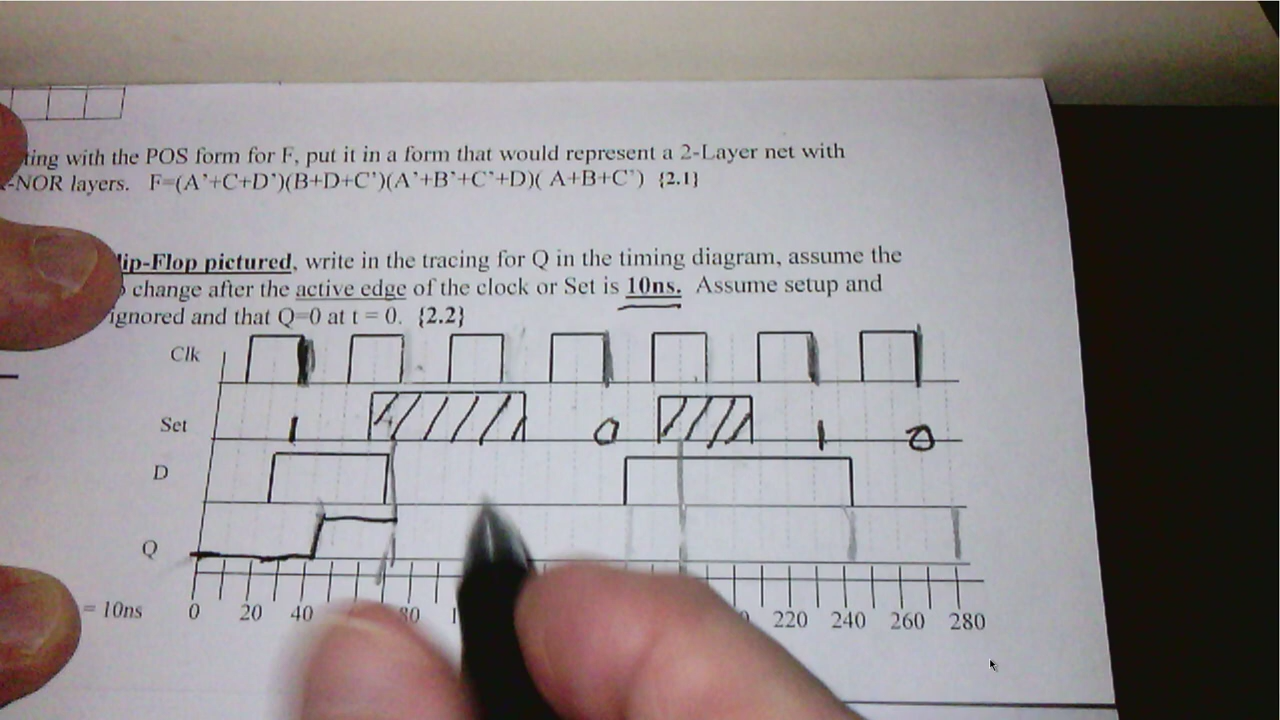 ting with the POS form for F, put it in a form that would represent a 2-Layer net with
-NOR layers. F=(A'+C+D')(B+D+C')(A'+B'+C'+D)( A+B+C') {2.1}
lip-Flop pictured, write in the tracing for Q in the timing diagram, assume the
change after the active edge of the clock or Set is 10ns. Assume setup and
ignored and that Q=0 at t = 0. {2.2}
Clk
Set 1 0 1 0
D
Q
= 10ns 0 20 40 80 1 220 240 260 280